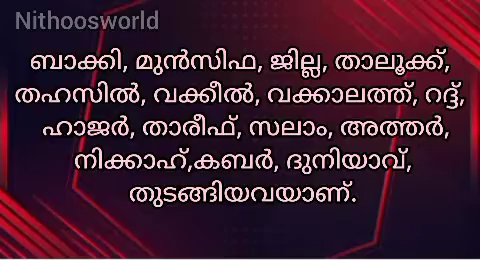 Nithoosworld
ബാക്കി, മുൻസിഫ, ജില്ല, താലൂക്ക്,
തഹസിൽ, വക്കീൽ, വക്കാലത്ത്, റദ്ദ്,
ഹാജർ, താരീഫ്, സലാം, അത്തർ,
നിക്കാഹ്,കബർ, ദുനിയാവ്,
തുടങ്ങിയവയാണ്.